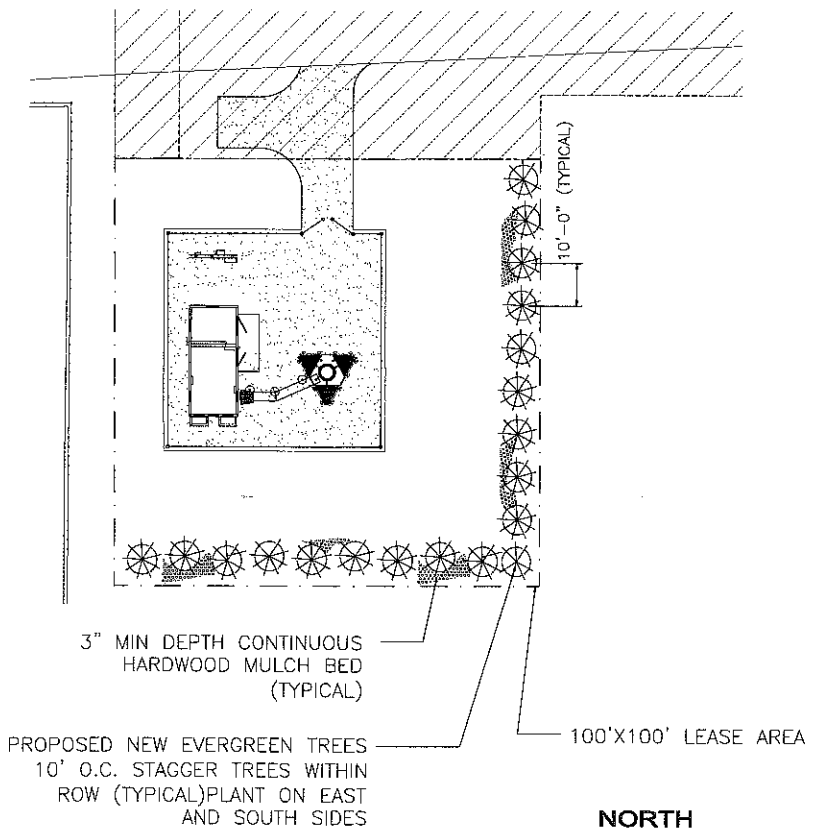 10'-0" (TYPICAL)
3" MIN DEPTH CONTINUOUS
HARDWOOD MULCH BED
(TYPICAL)
PROPOSED NEW EVERGREEN TREES
10' O.C. STAGGER TREES WITHIN
ROW (TYPICAL)PLANT ON EAST
AND SOUTH SIDES
100'X100' LEASE AREA
NORTH